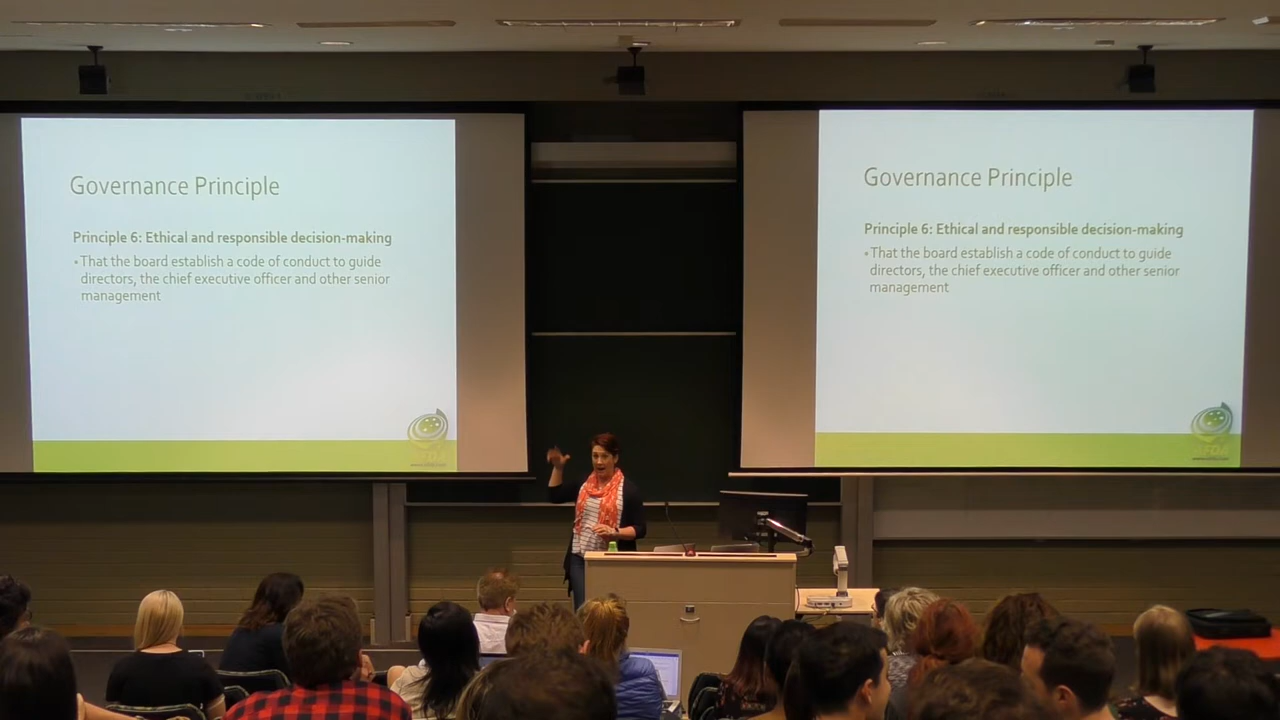 Governance Principle
Principle 6: Ethical and responsible decision-making
•That the board establish a code of conduct to guide
directors, the chief executive officer and other senior
management
Governance Principle
Principle 6: Ethical and responsible decision-making
•That the board establish a code of conduct to guide
directors, the chief executive officer and other senior
management